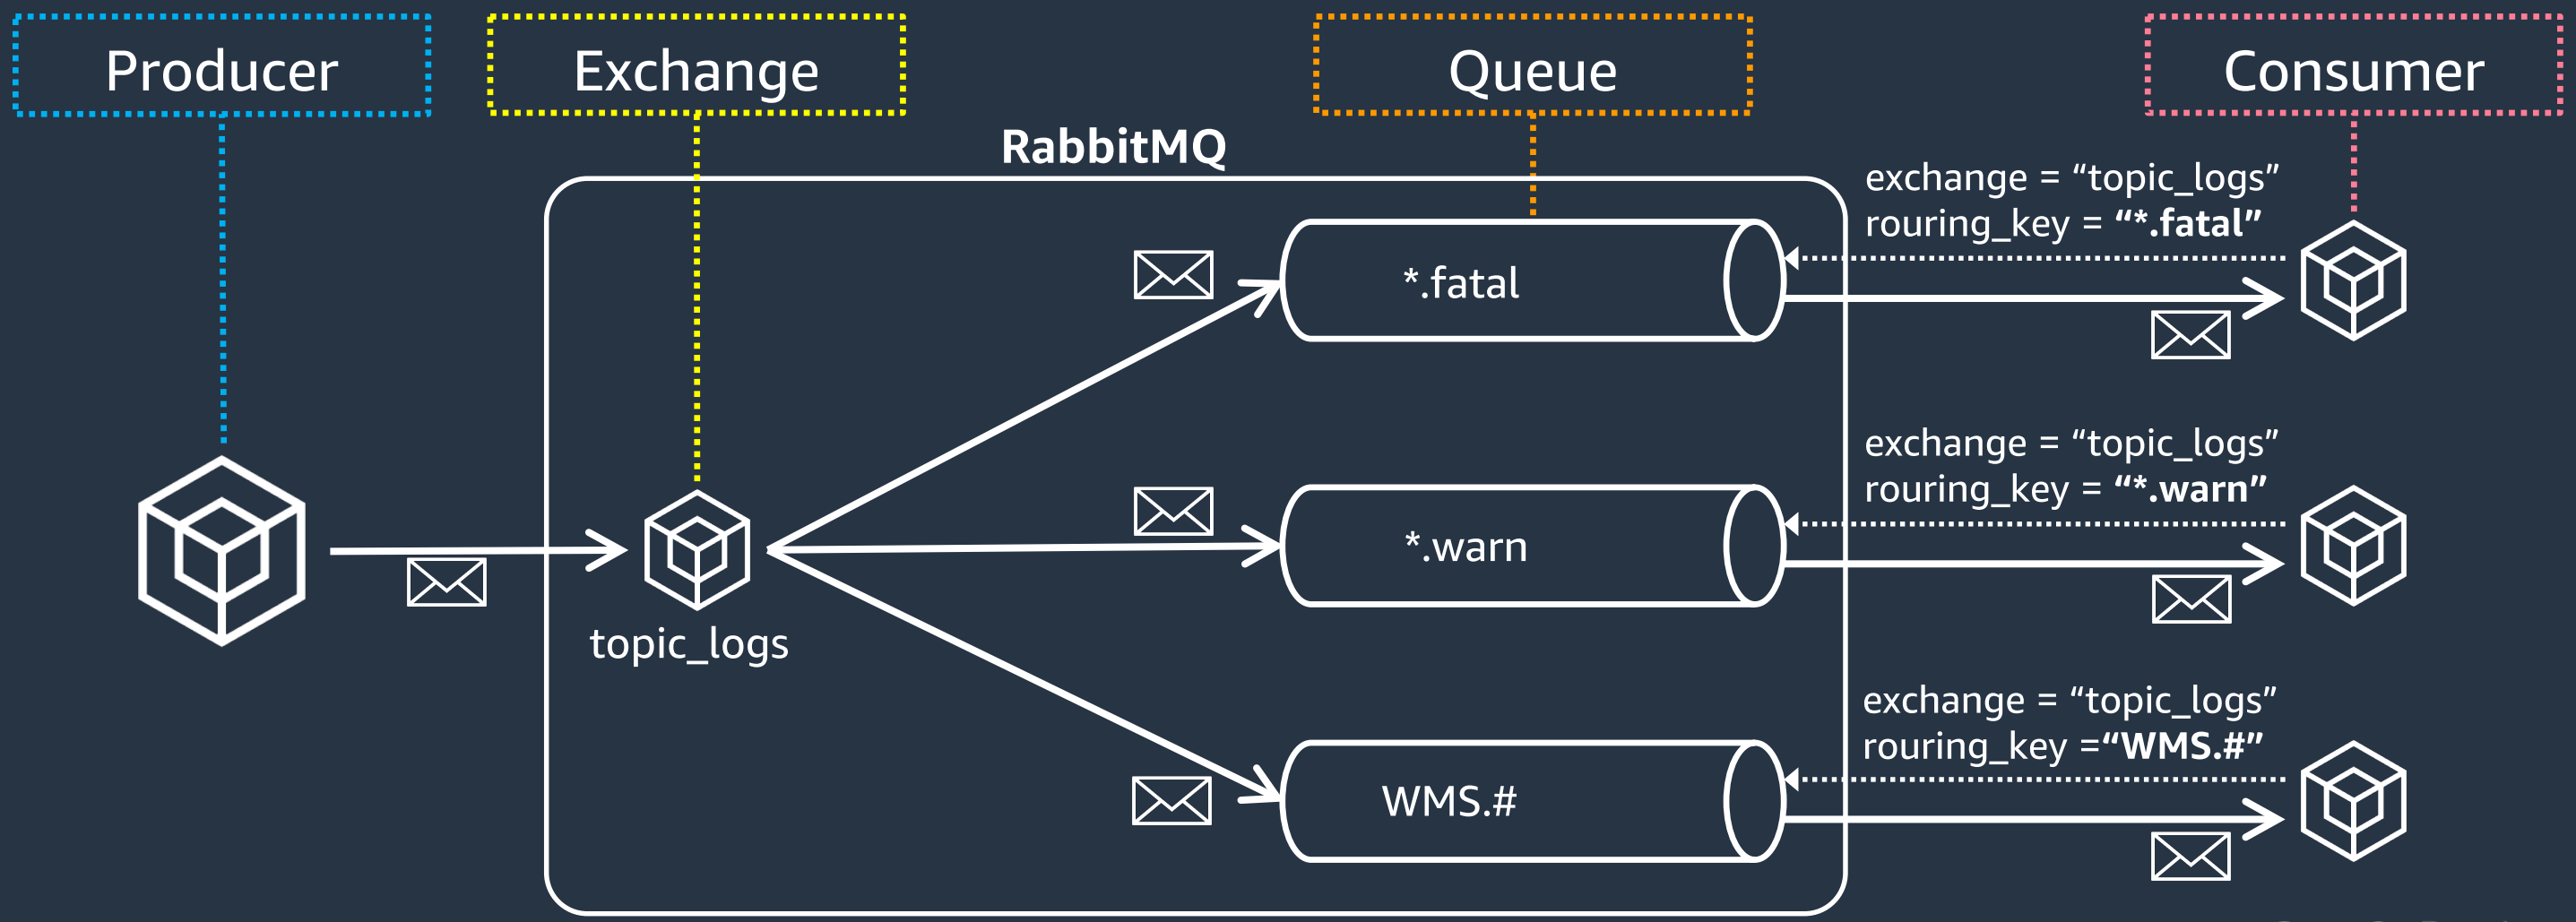 Producer
Exchange
Queue
Consumer
RabbitMQ
exchange = “topic_logs”
rouring_key = “*.fatal”
*.fatal
exchange = “topic_logs”
rouring_key = “*.warn”
*.warn
topic_logs
exchange = “topic_logs”
rouring_key =“WMS.#”
WMS.#